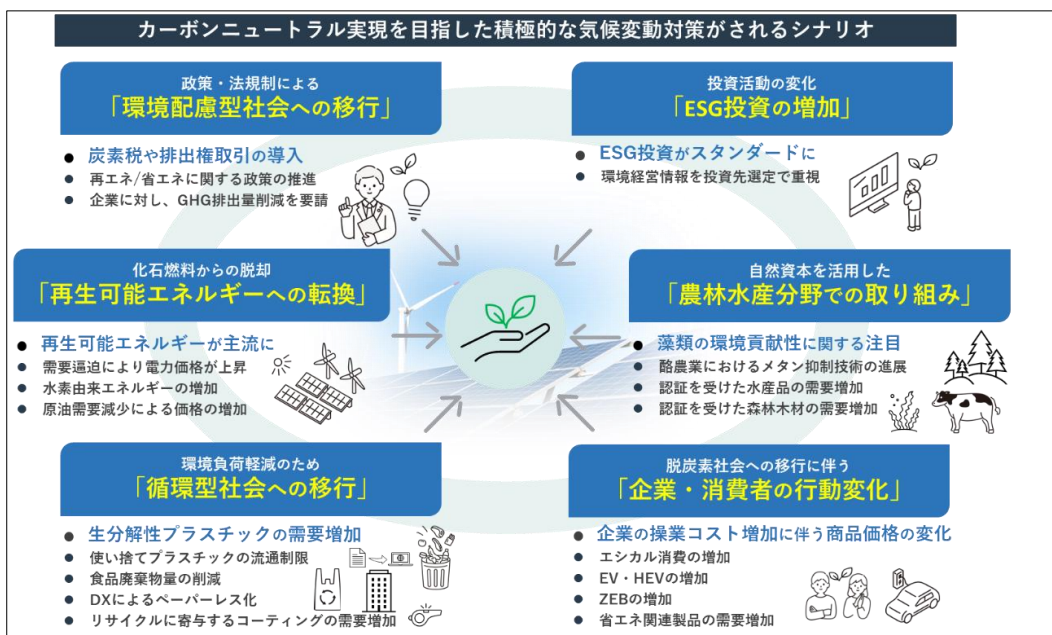 カーボンニュートラル実現を目指した積極的な気候変動対策がされるシナリオ
政策・法規制による
「環境配慮型社会への移行」
● 炭素税や排出権取引の導入
● 再エネ/省エネに関する政策の推進
● 企業に対し、GHG排出量削減を要請
投資活動の変化
「ESG投資の増加」
● ESG投資がスタンダードに
● 環境経営情報を投資先選定で重視
化石燃料からの脱却
「再生可能エネルギーへの転換」
● 再生可能エネルギーが主流に
● 需要逼迫により電力価格が上昇
● 水素由来エネルギーの増加
● 原油需要減少による価格の増加
自然資本を活用した
「農林水産分野での取り組み」
● 藻類の環境貢献性に関する注目
● 酪農業におけるメタン抑制技術の進展
● 認証を受けた水産品の需要増加
● 認証を受けた森林木材の需要増加
環境負荷軽減のため
「循環型社会への移行」
● 生分解性プラスチックの需要増加
● 使い捨てプラスチックの流通制限
● 食品廃棄物量の削減
● DXによるペーパーレス化
● リサイクルに寄与するコーティングの需要増加
脱炭素社会への移行に伴う
「企業・消費者の行動変化」
● 企業の操業コスト増加に伴う商品価格の変化
● エシカル消費の増加
● EV・HEVの増加
● ZEBの増加
● 省エネ関連製品の需要増加